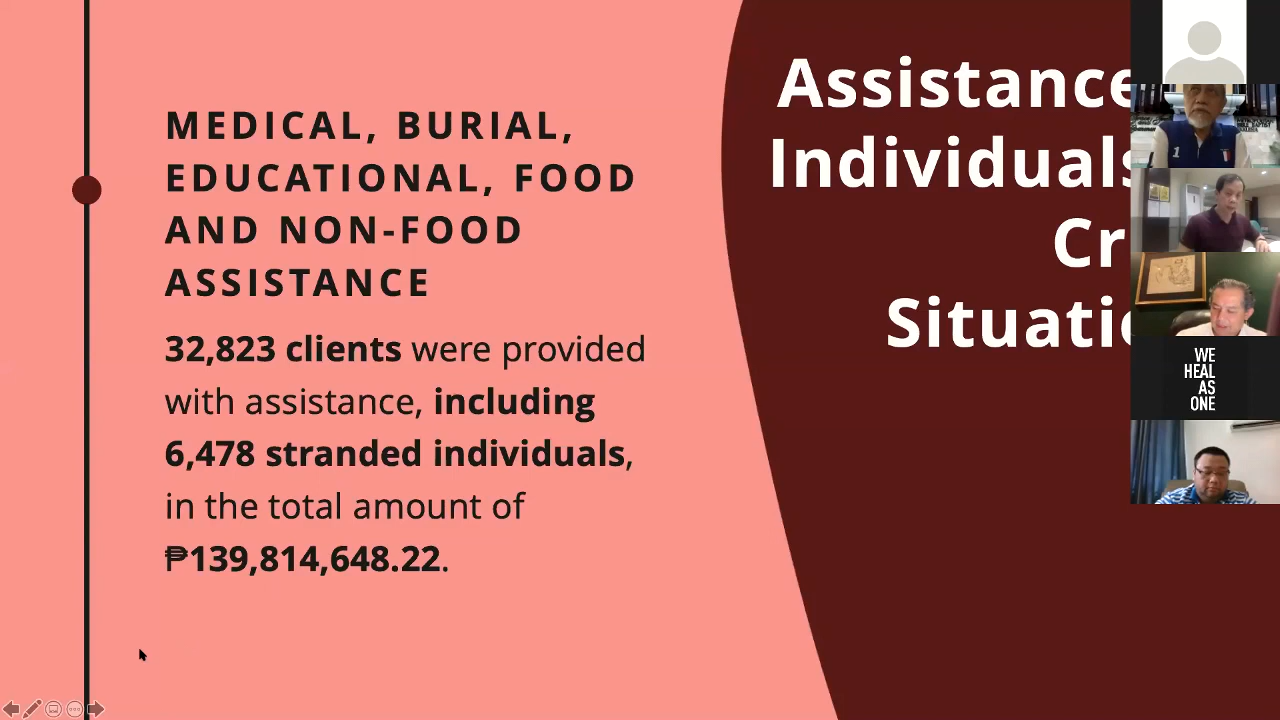 MEDICAL, BURIAL,
EDUCATIONAL, FOOD
AND NON-FOOD
ASSISTANCE
32,823 clients were provided
with assistance, including
6,478 stranded individuals,
in the total amount of
₱139,814,648.22.
Assistance
Individuals
Cr
Situatio
WE
HEAL
AS
ONE
1